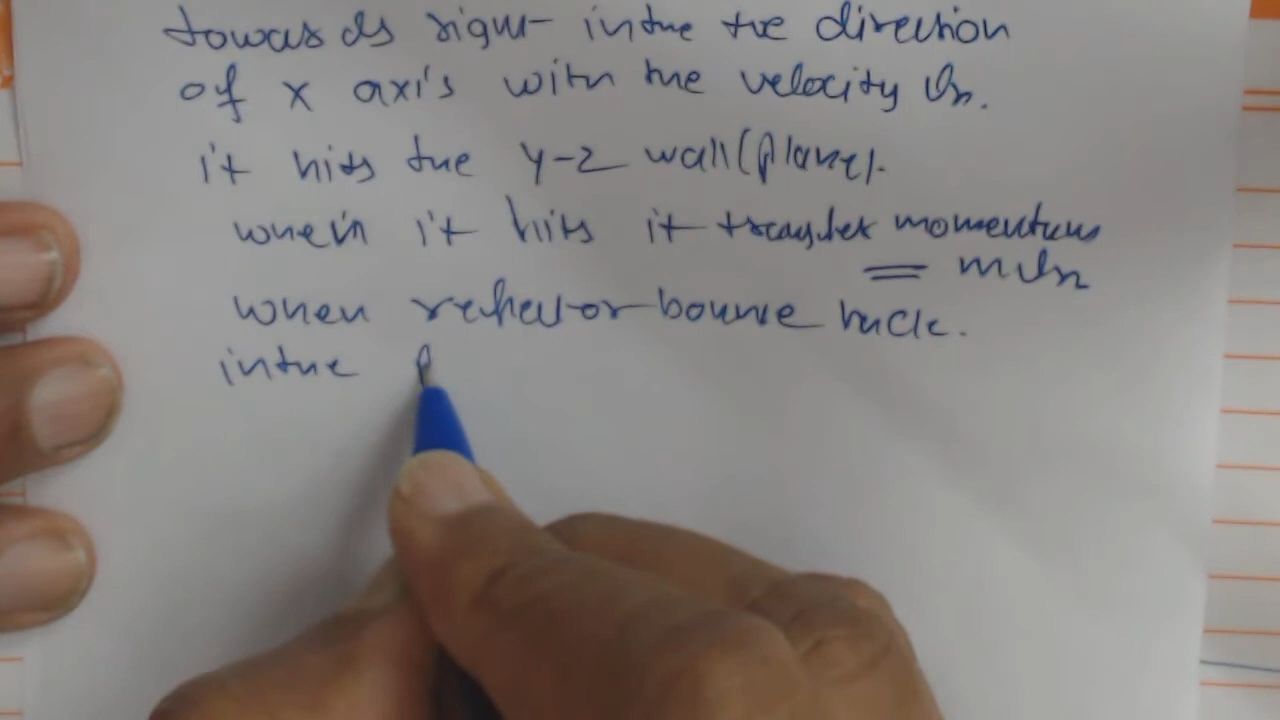 towards right in the the direction
of x axis with the velocity vx.
it hits the y-z wall (plane).
when it hits it transfer momentum
= mvx
when reflect or bounce back.
in the